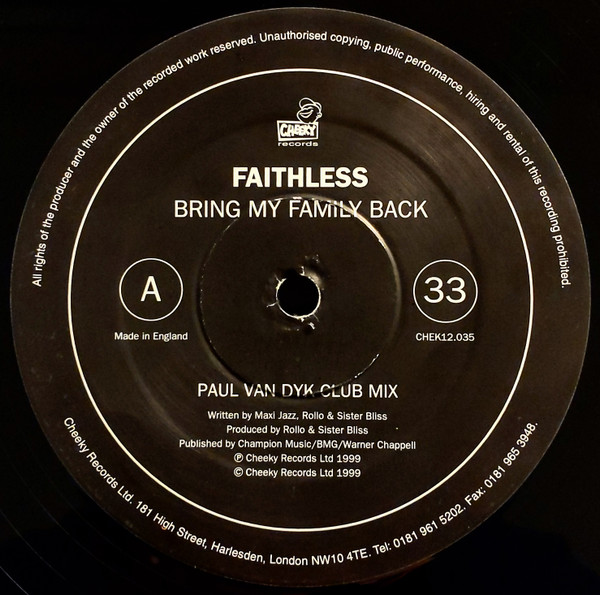 All rights of the producer and the owner of the recorded work reserved. Unauthorised copying, public performance, hiring and rental of this recording prohibited.
CHEEKY
records
FAITHLESS
BRING MY FAMILY BACK
A
33
Made in England
CHEK12.035
PAUL VAN DYK CLUB MIX
Written by Maxi Jazz, Rollo & Sister Bliss
Produced by Rollo & Sister Bliss
Published by Champion Music/BMG/Warner Chappell
℗ Cheeky Records Ltd 1999
© Cheeky Records Ltd 1999
Cheeky Records Ltd. 181 High Street, Harlesden, London NW10 4TE. Tel: 0181 961 5202. Fax: 0181 965 3948.